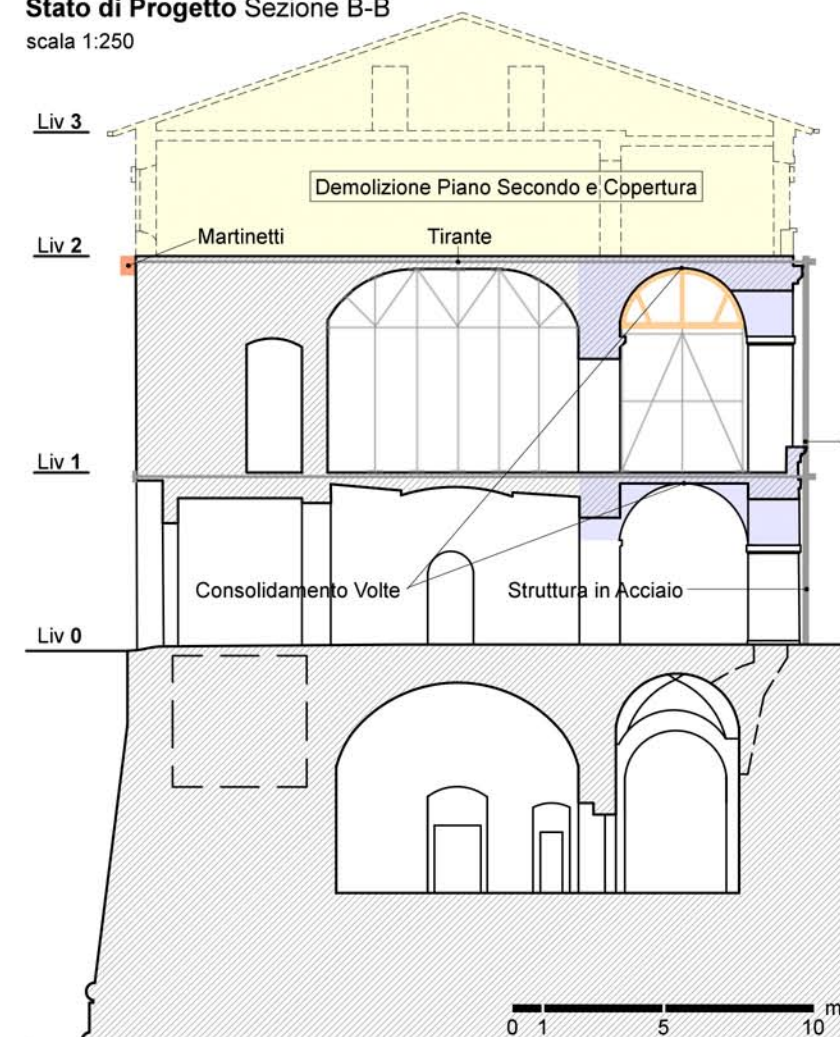 Stato di Progetto Sezione B-B
scala 1:250
Liv 3
Demolizione Piano Secondo e Copertura
Liv 2
Martinetti
Tirante
Liv 1
Consolidamento Volte
Struttura in Acciaio
Liv 0
m
0 1 5 10